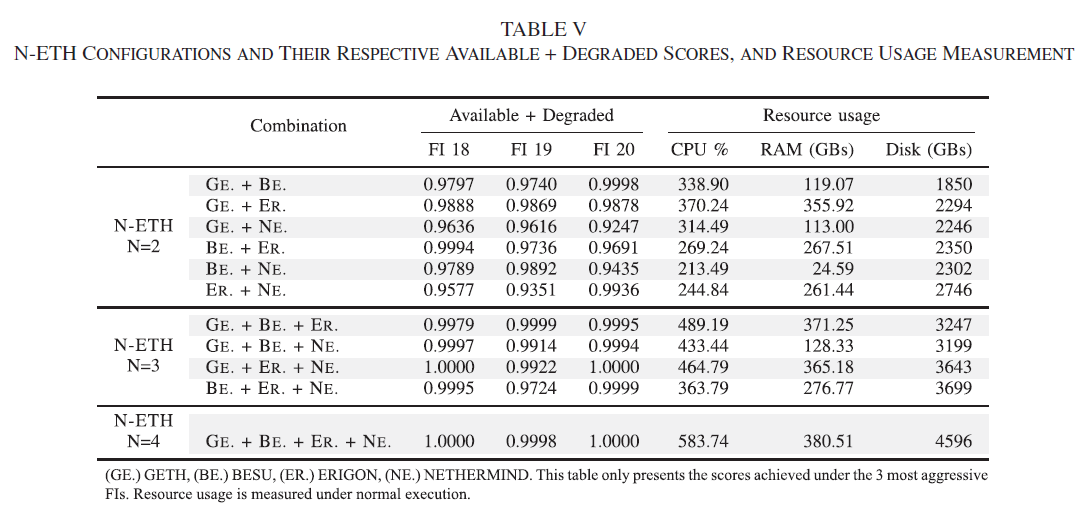 TABLE V
N-ETH CONFIGURATIONS AND THEIR RESPECTIVE AVAILABLE + DEGRADED SCORES, AND RESOURCE USAGE MEASUREMENT
Combination Available + Degraded Resource usage
FI 18 FI 19 FI 20 CPU % RAM (GBs) Disk (GBs)
N-ETH N=2
GE. + BE. 0.9797 0.9740 0.9998 338.90 119.07 1850
GE. + ER. 0.9888 0.9869 0.9878 370.24 355.92 2294
GE. + NE. 0.9636 0.9616 0.9247 314.49 113.00 2246
BE. + ER. 0.9994 0.9736 0.9691 269.24 267.51 2350
BE. + NE. 0.9789 0.9892 0.9435 213.49 24.59 2302
ER. + NE. 0.9577 0.9351 0.9936 244.84 261.44 2746
N-ETH N=3
GE. + BE. + ER. 0.9979 0.9999 0.9995 489.19 371.25 3247
GE. + BE. + NE. 0.9997 0.9914 0.9994 433.44 128.33 3199
GE. + ER. + NE. 1.0000 0.9922 1.0000 464.79 365.18 3643
BE. + ER. + NE. 0.9995 0.9724 0.9999 363.79 276.77 3699
N-ETH
N=4 GE. + BE. + ER. + NE. 1.0000 0.9998 1.0000 583.74 380.51 4596
(GE.) GETH, (BE.) BESU, (ER.) ERIGON, (NE.) NETHERMIND. This table only presents the scores achieved under the 3 most aggressive
FIs. Resource usage is measured under normal execution.